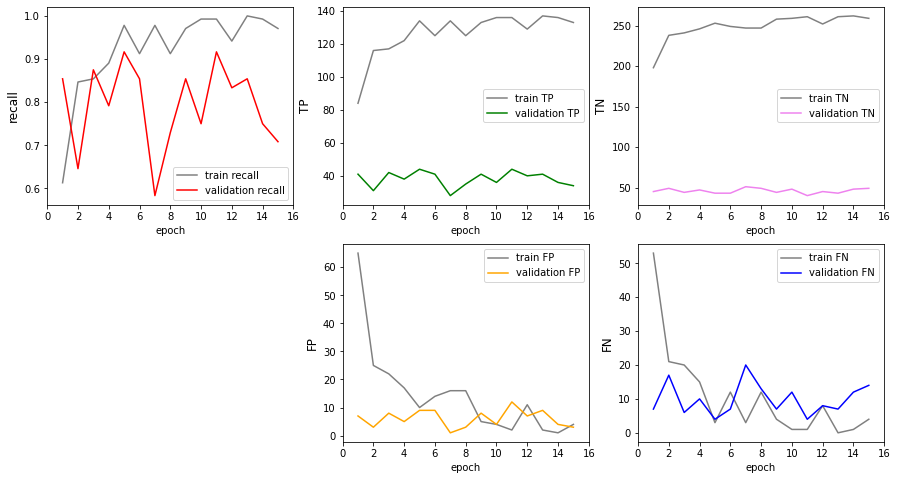 recall
1.0
0.9
0.8
0.7
0.6
train recall
validation recall
0 2 4 6 8 10 12 14 16
epoch
TP
140
120
100
80
60
40
train TP
validation TP
0 2 4 6 8 10 12 14 16
epoch
TN
250
200
150
100
50
train TN
validation TN
0 2 4 6 8 10 12 14 16
epoch
FP
60
50
40
30
20
10
0
train FP
validation FP
0 2 4 6 8 10 12 14 16
epoch
FN
50
40
30
20
10
0
train FN
validation FN
0 2 4 6 8 10 12 14 16
epoch